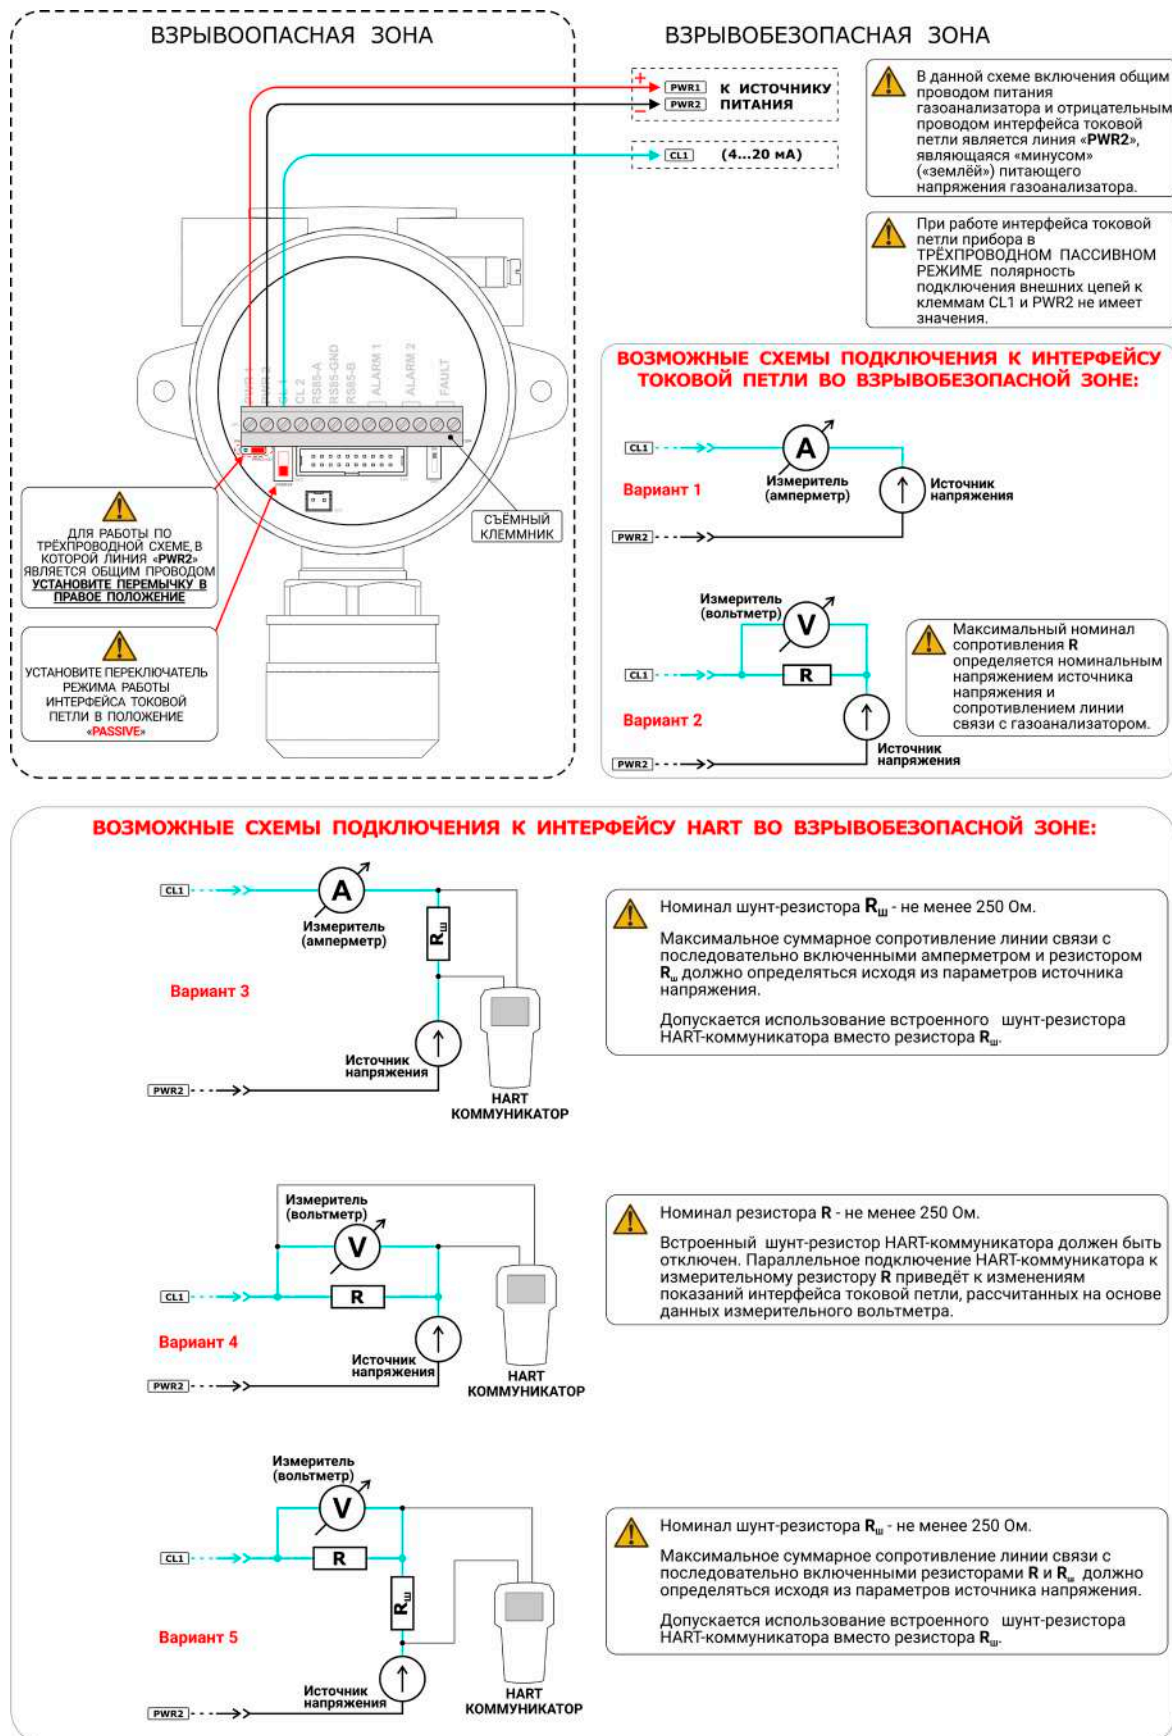 ВЗРЫВООПАСНАЯ ЗОНА
ВЗРЫВОБЕЗОПАСНАЯ ЗОНА
+
PWR1
К ИСТОЧНИКУ
PWR2
ПИТАНИЯ
−
CL1
(4...20 мА)
В данной схеме включения общим
проводом питания
газоанализатора и отрицательным
проводом интерфейса токовой
петли является линия «PWR2»,
являющаяся «минусом»
(«землёй») питающего
напряжения газоанализатора.
При работе интерфейса токовой
петли прибора в
ТРЁХПРОВОДНОМ ПАССИВНОМ
РЕЖИМЕ полярность
подключения внешних цепей к
клеммам CL1 и PWR2 не имеет
значения.
PWR 1
PWR 2
CL 1
CL 2
RS85-A
RS85-GND
RS85-B
ALARM 1
ALARM 2
FAULT
СЪЁМНЫЙ
КЛЕММНИК
ДЛЯ РАБОТЫ ПО
ТРЁХПРОВОДНОЙ СХЕМЕ, В
КОТОРОЙ ЛИНИЯ «PWR2»
ЯВЛЯЕТСЯ ОБЩИМ ПРОВОДОМ
УСТАНОВИТЕ ПЕРЕМЫЧКУ В
ПРАВОЕ ПОЛОЖЕНИЕ
УСТАНОВИТЕ ПЕРЕКЛЮЧАТЕЛЬ
РЕЖИМА РАБОТЫ
ИНТЕРФЕЙСА ТОКОВОЙ
ПЕТЛИ В ПОЛОЖЕНИЕ
«PASSIVE»
ВОЗМОЖНЫЕ СХЕМЫ ПОДКЛЮЧЕНИЯ К ИНТЕРФЕЙСУ
ТОКОВОЙ ПЕТЛИ ВО ВЗРЫВОБЕЗОПАСНОЙ ЗОНЕ:
CL1
A
Измеритель
(амперметр)
Источник
напряжения
Вариант 1
PWR2
Измеритель
(вольтметр)
V
CL1
R
Вариант 2
Источник
напряжения
PWR2
Максимальный номинал
сопротивления R
определяется номинальным
напряжением источника
напряжения и
сопротивлением линии
связи с газоанализатором.
ВОЗМОЖНЫЕ СХЕМЫ ПОДКЛЮЧЕНИЯ К ИНТЕРФЕЙСУ HART ВО ВЗРЫВОБЕЗОПАСНОЙ ЗОНЕ:
CL1
A
Измеритель
(амперметр)
Rш
Вариант 3
Источник
напряжения
PWR2
HART
КОММУНИКАТОР
Номинал шунт-резистора Rш - не менее 250 Ом.
Максимальное суммарное сопротивление линии связи с
последовательно включенными амперметром и резистором
Rш должно определяться исходя из параметров источника
напряжения.
Допускается использование встроенного шунт-резистора
HART-коммуникатора вместо резистора Rш.
Измеритель
(вольтметр)
V
CL1
R
Вариант 4
Источник
напряжения
PWR2
HART
КОММУНИКАТОР
Номинал резистора R - не менее 250 Ом.
Встроенный шунт-резистор HART-коммуникатора должен быть
отключен. Параллельное подключение HART-коммуникатора к
измерительному резистору R приведёт к изменениям
показаний интерфейса токовой петли, рассчитанных на основе
данных измерительного вольтметра.
Измеритель
(вольтметр)
V
CL1
R
Rш
Вариант 5
Источник
напряжения
PWR2
HART
КОММУНИКАТОР
Номинал шунт-резистора Rш - не менее 250 Ом.
Максимальное суммарное сопротивление линии связи с
последовательно включенными резисторами R и Rш должно
определяться исходя из параметров источника напряжения.
Допускается использование встроенного шунт-резистора
HART-коммуникатора вместо резистора Rш.